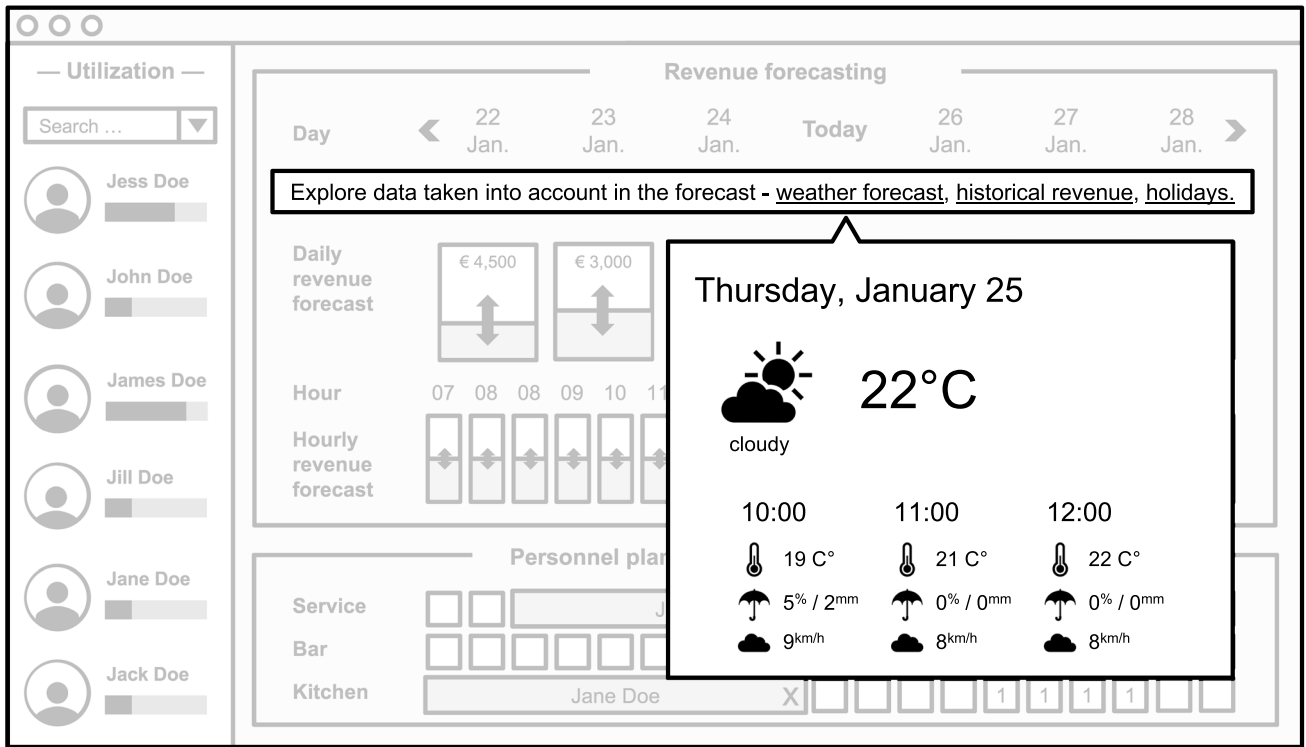 — Utilization —
Search ...
Jess Doe
John Doe
James Doe
Jill Doe
Jane Doe
Jack Doe
Revenue forecasting
Day
22 Jan.
23 Jan.
24 Jan.
Today
26 Jan.
27 Jan.
28 Jan.
Explore data taken into account in the forecast - weather forecast, historical revenue, holidays.
Daily
revenue
forecast
€ 4,500
€ 3,000
Hour
07 08 08 09 10 11
Hourly
revenue
forecast
Thursday, January 25
22°C
cloudy
10:00 11:00 12:00
19 C° 21 C° 22 C°
5% / 2mm 0% / 0mm 0% / 0mm
9km/h 8km/h 8km/h
Personnel
Service
Bar
Kitchen
Jane Doe X
1 1 1 1